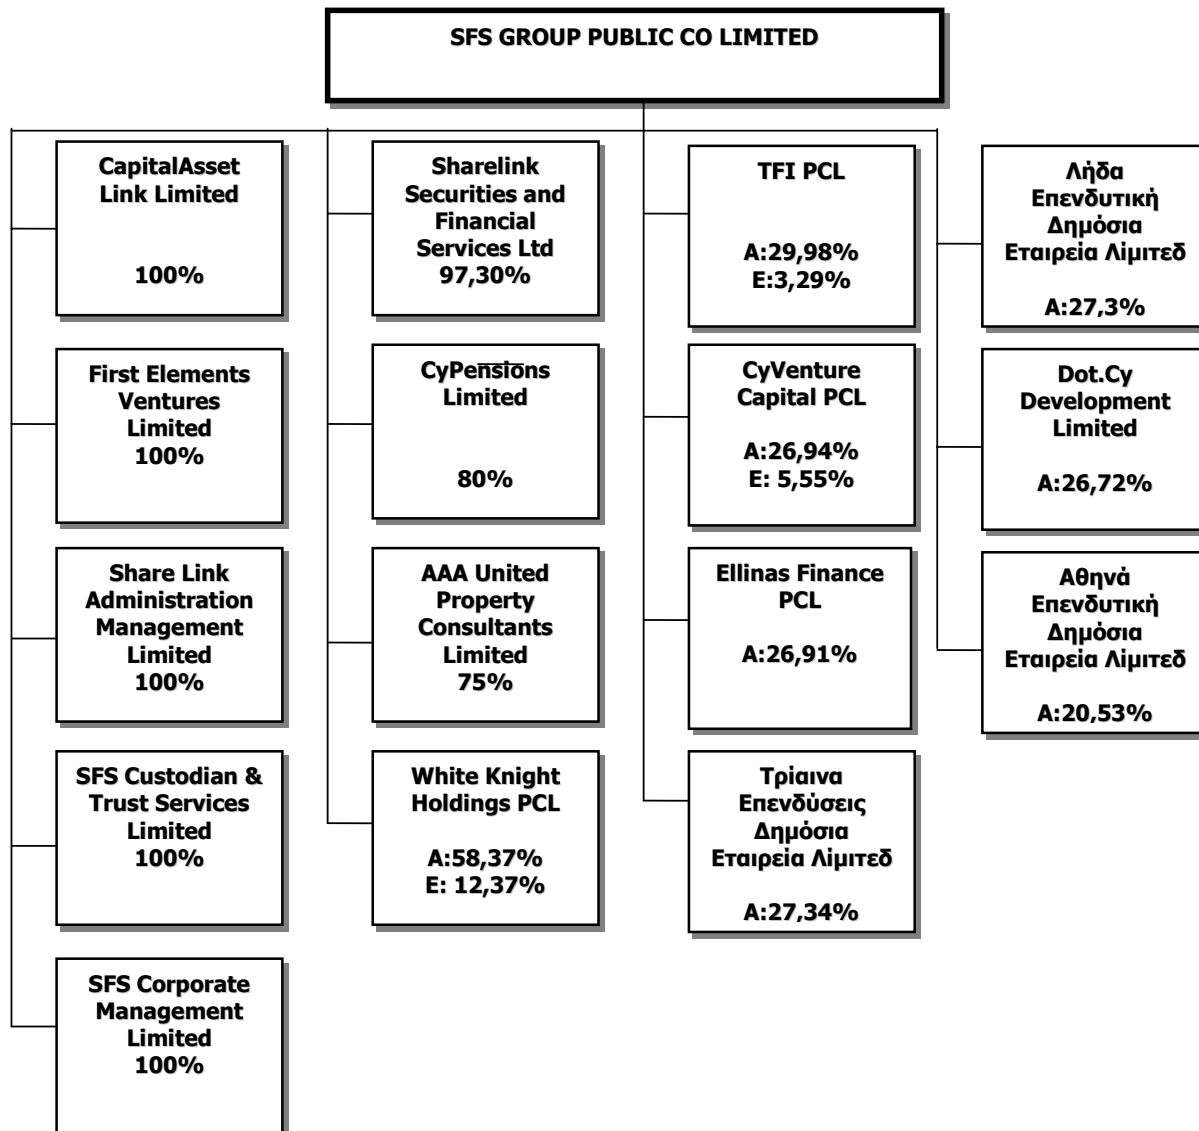 SFS GROUP PUBLIC CO LIMITED
CapitalAsset
Link Limited
100%
Sharelink
Securities and
Financial
Services Ltd
97,30%
TFI PCL
A:29,98%
E:3,29%
Λήδα
Επενδυτική
Δημόσια
Εταιρεία Λίμιτεδ
A:27,3%
First Elements
Ventures
Limited
100%
CyPensions
Limited
80%
CyVenture
Capital PCL
A:26,94%
E: 5,55%
Dot.Cy
Development
Limited
A:26,72%
Share Link
Administration
Management
Limited
100%
AAA United
Property
Consultants
Limited
75%
Ellinas Finance
PCL
A:26,91%
Αθηνά
Επενδυτική
Δημόσια
Εταιρεία Λίμιτεδ
A:20,53%
SFS Custodian &
Trust Services
Limited
100%
White Knight
Holdings PCL
A:58,37%
E: 12,37%
Τρίαινα
Επενδύσεις
Δημόσια
Εταιρεία Λίμιτεδ
A:27,34%
SFS Corporate
Management
Limited
100%